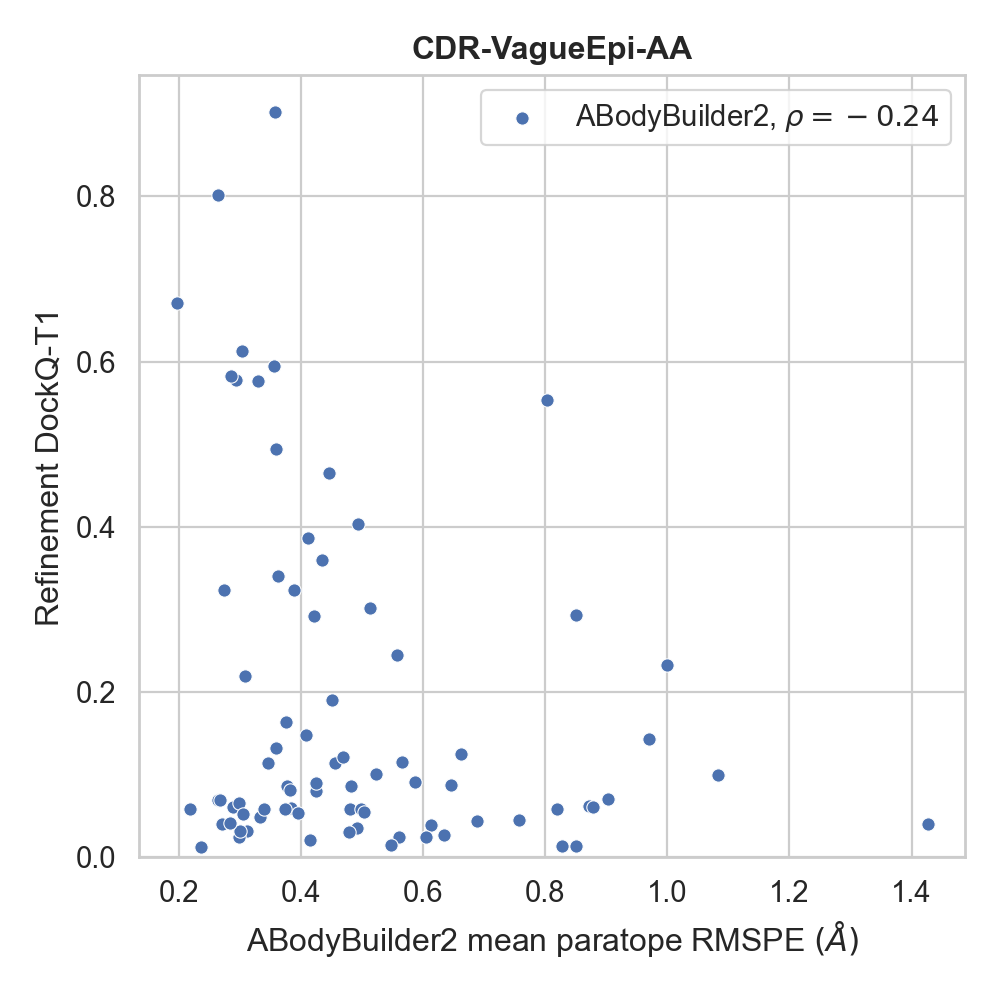 CDR-VagueEpi-AA
ABodyBuilder2, ρ = − 0.24
Refinement DockQ-T1
0.8
0.6
0.4
0.2
0.0
0.2 0.4 0.6 0.8 1.0 1.2 1.4
ABodyBuilder2 mean paratope RMSPE (Å)